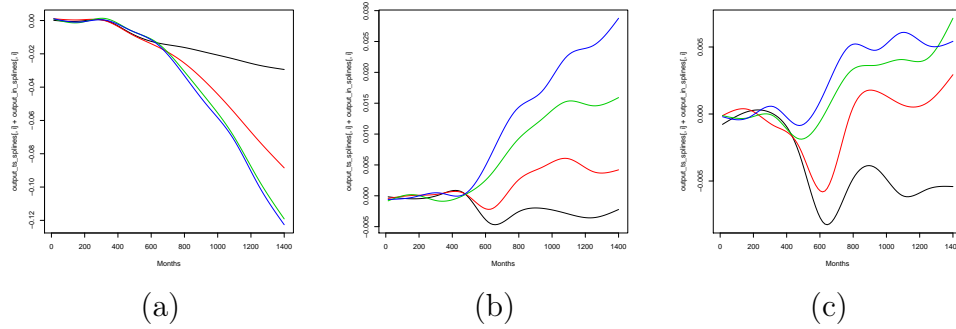 output_ts_splines[, i] + output_in_splines[, i]
0.00
-0.02
-0.04
-0.06
-0.08
-0.10
-0.12
0 200 400 600 800 1000 1200 1400
Months
(a)
output_ts_splines[, i] + output_in_splines[, i]
0.030
0.025
0.020
0.015
0.010
0.005
0.000
-0.005
0 200 400 600 800 1000 1200 1400
Months
(b)
output_ts_splines[, i] + output_in_splines[, i]
0.005
0.000
-0.005
0 200 400 600 800 1000 1200 1400
Months
(c)